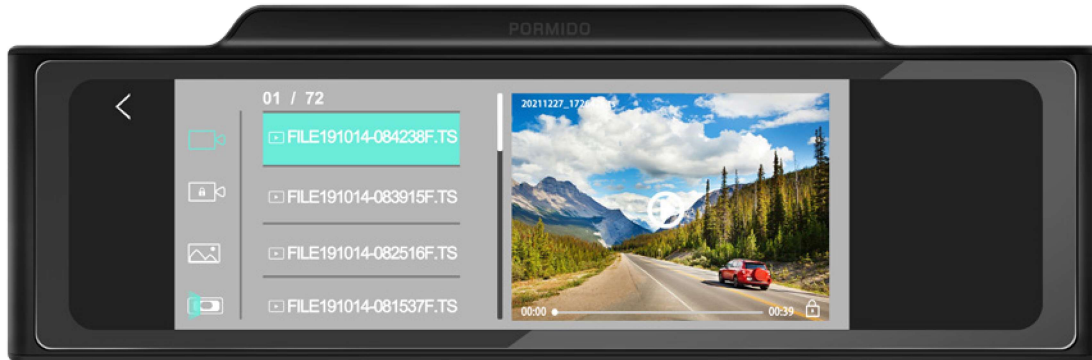 PORMIDO
01 / 72
FILE191014-084238F.TS
FILE191014-083915F.TS
FILE191014-082516F.TS
FILE191014-081537F.TS
00:00
00:39